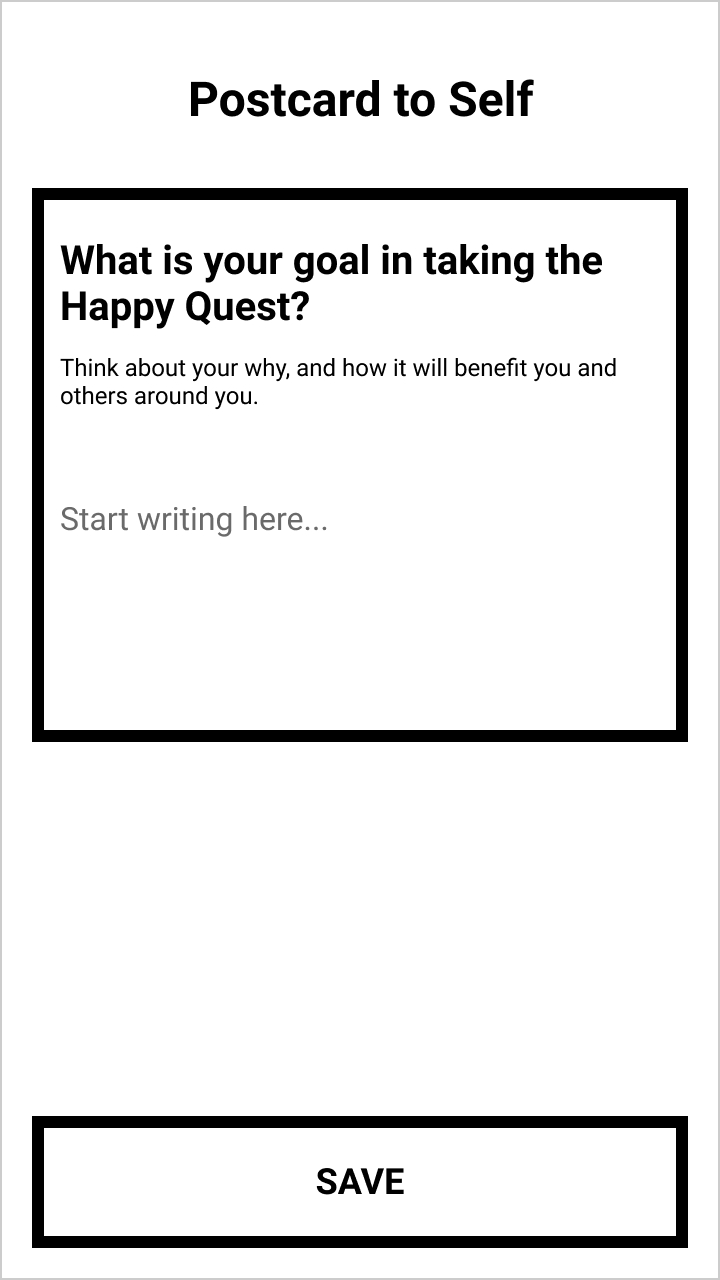 Postcard to Self
What is your goal in taking the
Happy Quest?
Think about your why, and how it will benefit you and
others around you.
Start writing here...
SAVE